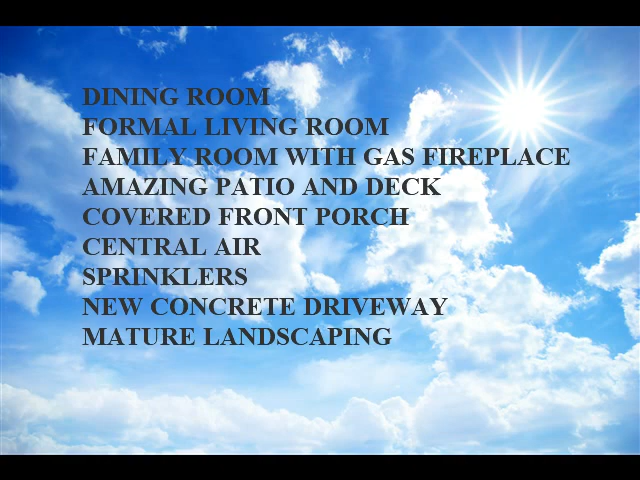 DINING ROOM
FORMAL LIVING ROOM
FAMILY ROOM WITH GAS FIREPLACE
AMAZING PATIO AND DECK
COVERED FRONT PORCH
CENTRAL AIR
SPRINKLERS
NEW CONCRETE DRIVEWAY
MATURE LANDSCAPING